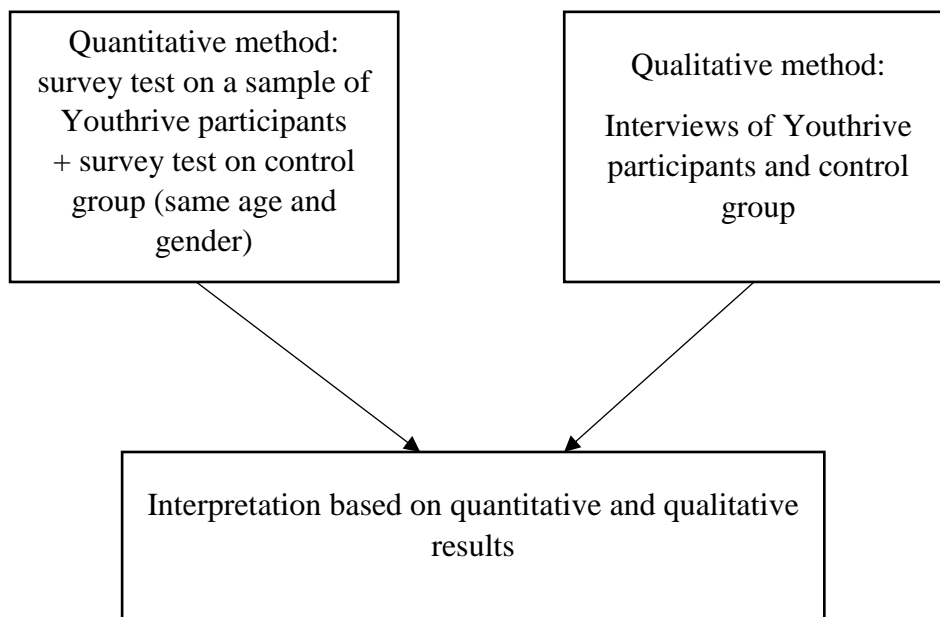 Quantitative method:
survey test on a sample of
Youthrive participants
+ survey test on control
group (same age and
gender)
Qualitative method:
Interviews of Youthrive
participants and control
group
Interpretation based on quantitative and qualitative
results